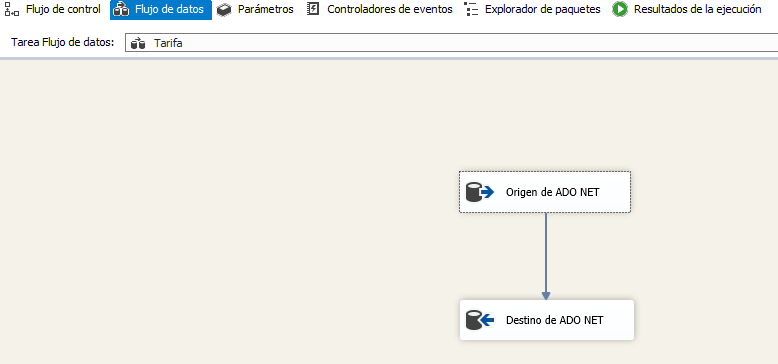 Flujo de control Flujo de datos Parámetros Controladores de eventos Explorador de paquetes Resultados de la ejecución
Tarea Flujo de datos: Tarifa
Origen de ADO NET
Destino de ADO NET